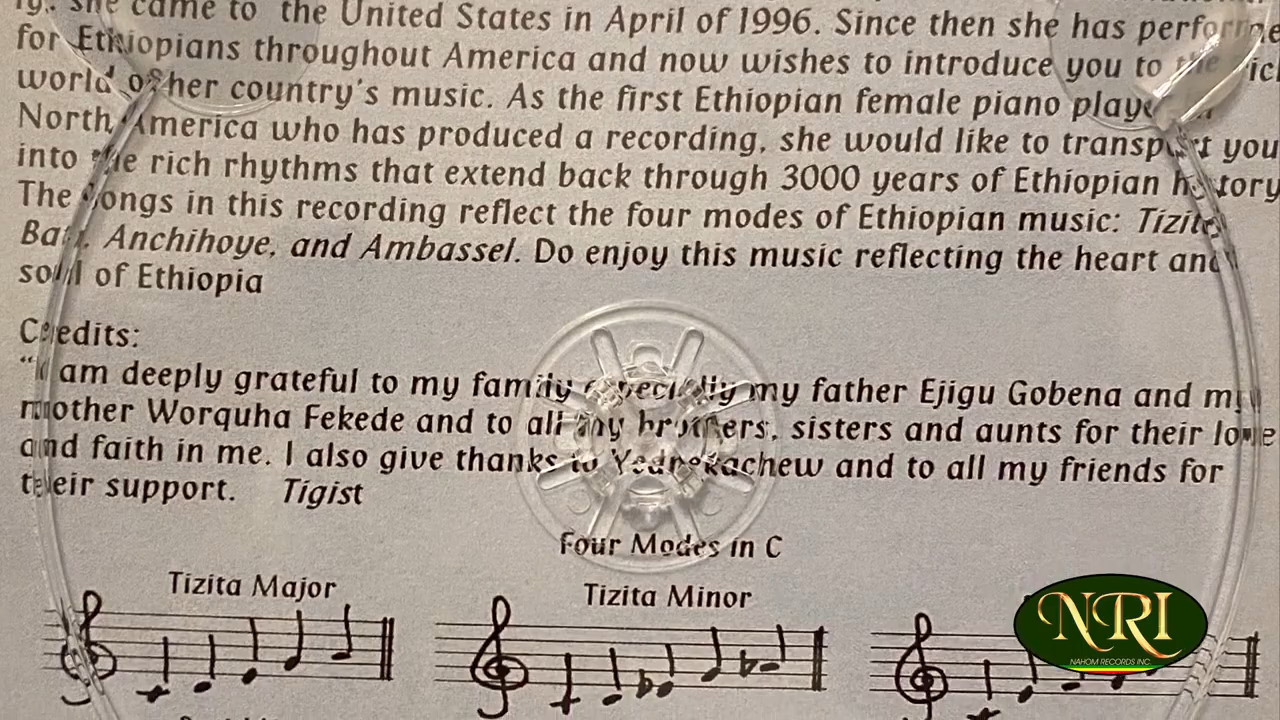 she came to the United States in April of 1996. Since then she has
for Ethiopians throughout America and now wishes to introduce you to the
world of her country's music. As the first Ethiopian female piano
North America who has produced a recording, she would like to transport you
into the rich rhythms that extend back through 3000 years of Ethiopian history
The songs in this recording reflect the four modes of Ethiopian music:
Anchihoye, and Ambassel. Do enjoy this music reflecting the heart and
soul of Ethiopia
Credits:
"I am deeply grateful to my family especially my father Ejigu Gobena and my
mother Worquha Fekede and to all my brothers, sisters and aunts for their love
and faith in me. I also give thanks to and to all my friends for
their support. Tigist
Four Modes in C
Tizita Major
Tizita Minor
NRI
NAHOM RECORDS INC.